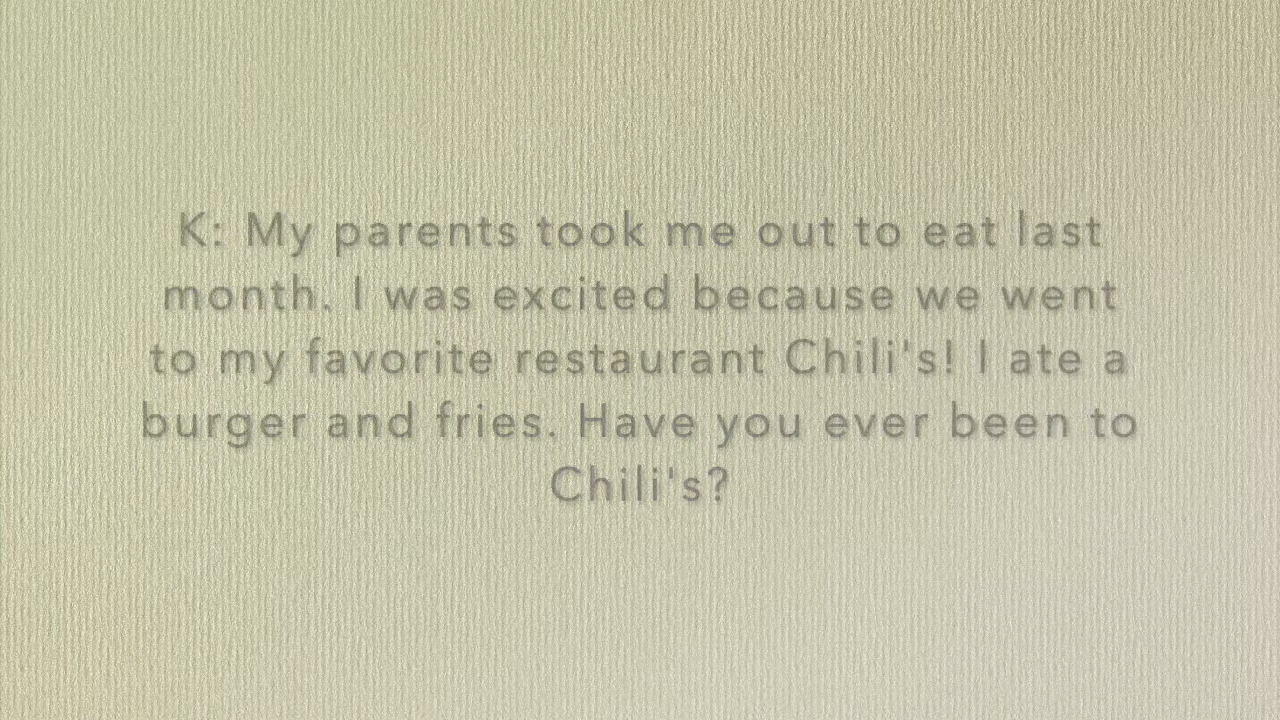 K: My parents took me out to eat last
month. I was excited because we went
to my favorite restaurant Chili's! I ate a
burger and fries. Have you ever been to
Chili's?